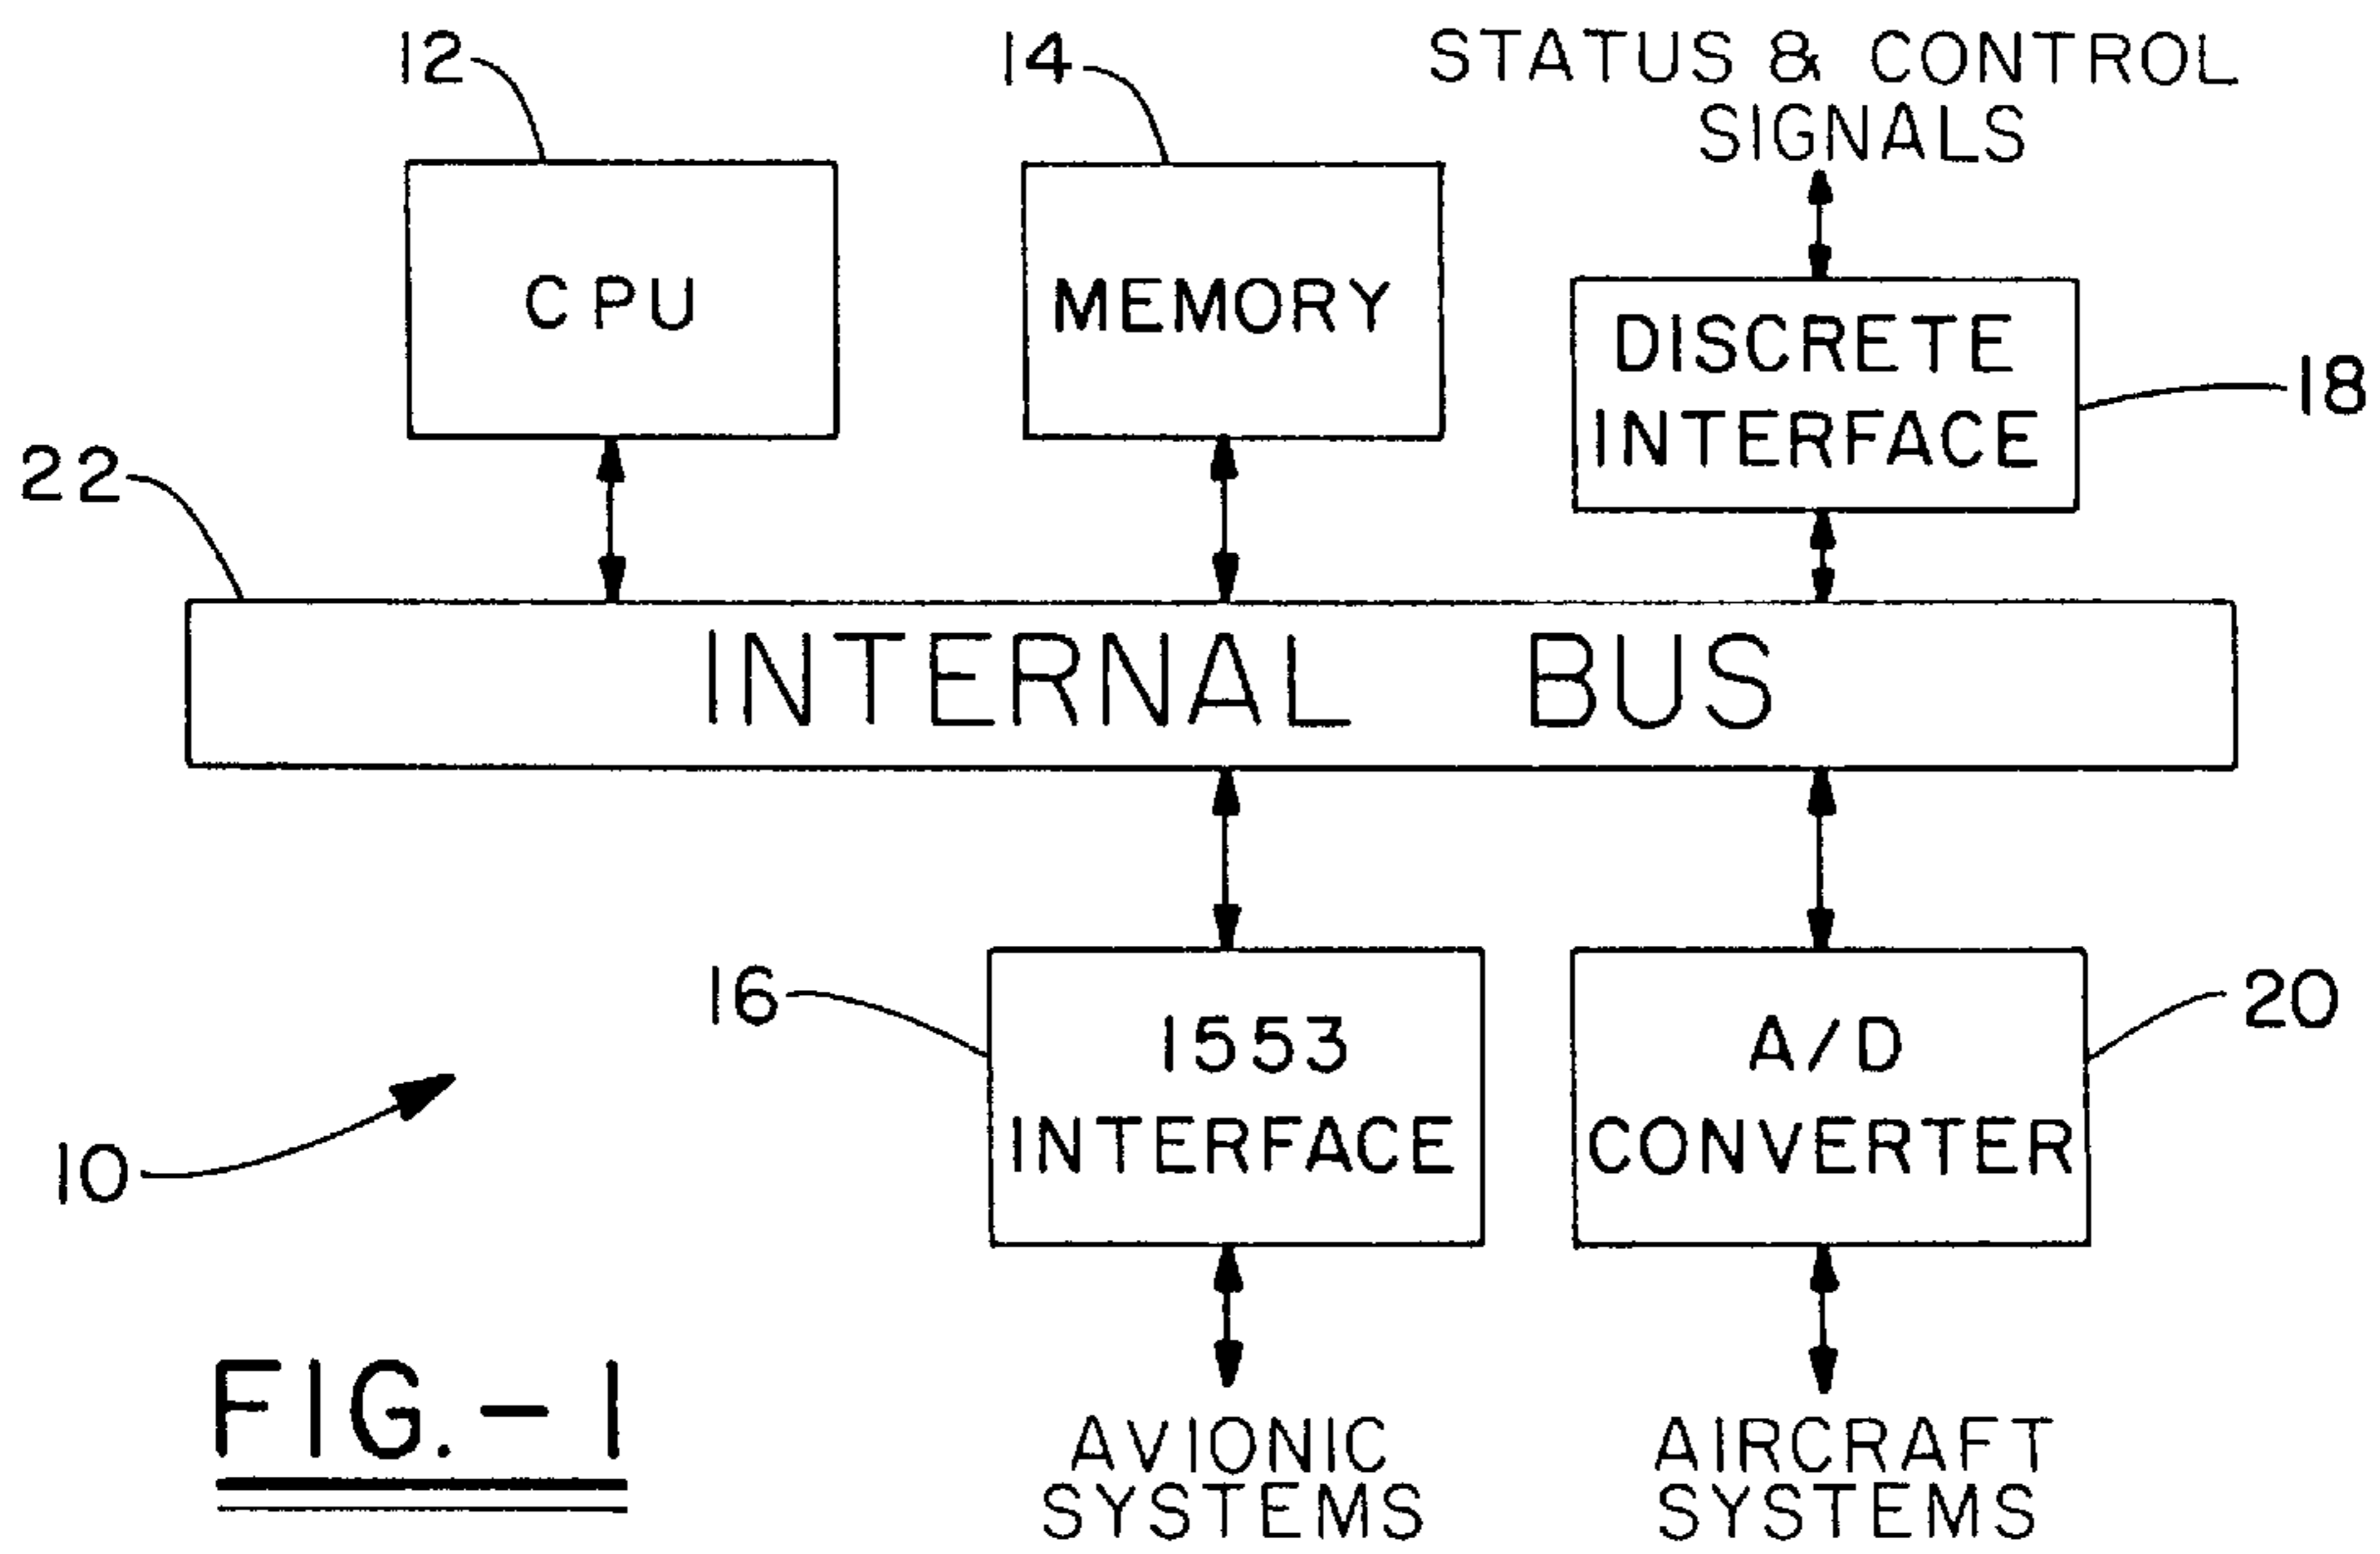 12
14
STATUS & CONTROL
SIGNALS
CPU
MEMORY
DISCRETE
INTERFACE
18
22
INTERNAL BUS
16
1553
INTERFACE
A/D
CONVERTER
20
10
FIG.-1
AVIONIC
SYSTEMS
AIRCRAFT
SYSTEMS